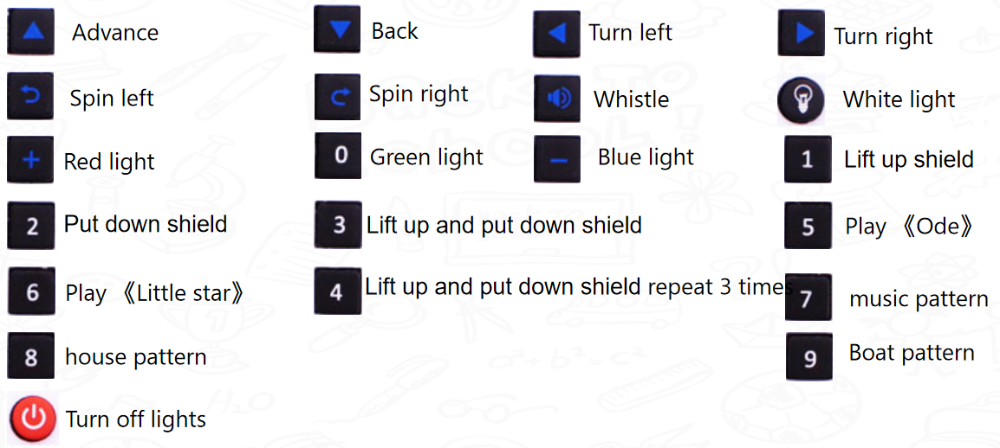 Advance
Back
Turn left
Turn right
Spin left
Spin right
Whistle
White light
+ Red light
0 Green light
− Blue light
1 Lift up shield
2 Put down shield
3 Lift up and put down shield
5 Play 《Ode》
6 Play 《Little star》
4 Lift up and put down shield repeat 3 times
7 music pattern
8 house pattern
9 Boat pattern
Turn off lights